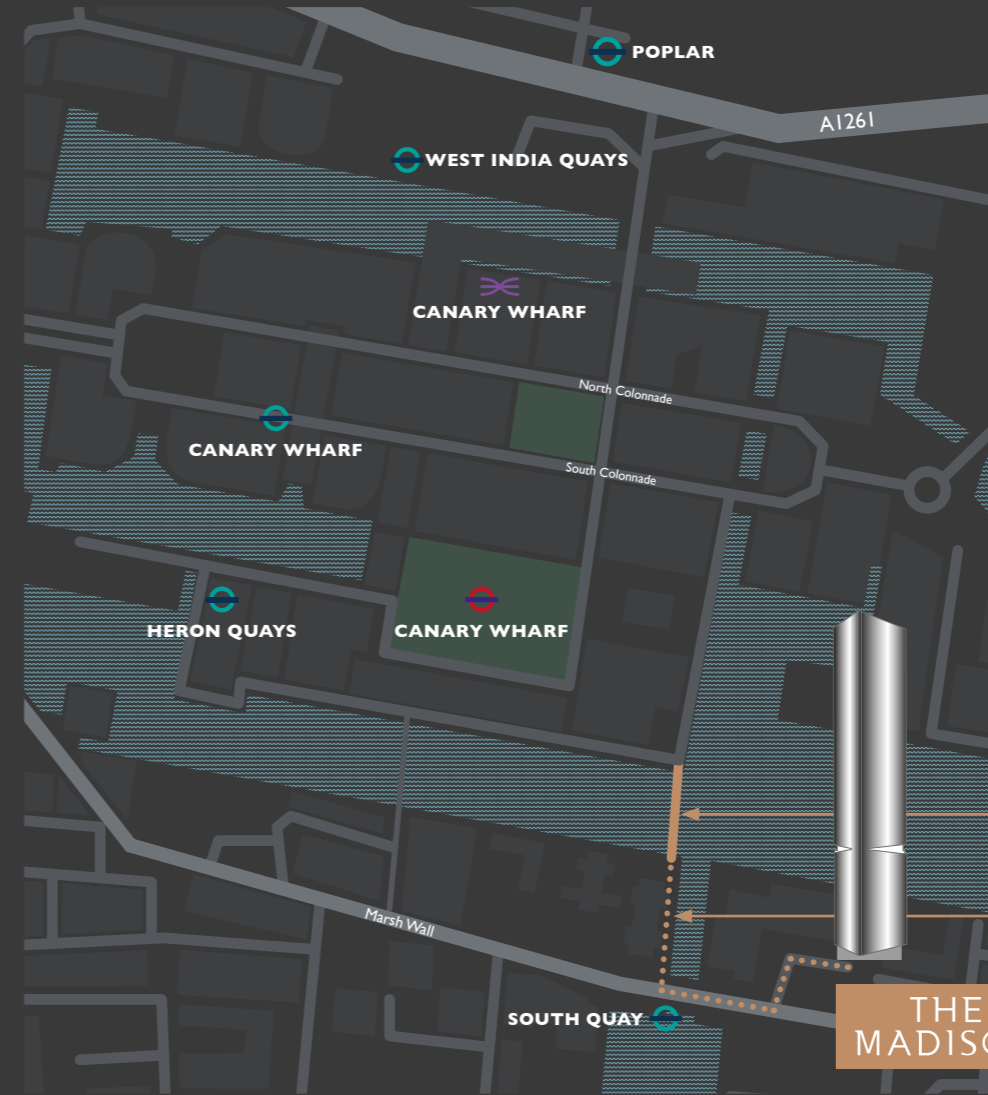 POPLAR
A1261
WEST INDIA QUAYS
CANARY WHARF
North Colonnade
CANARY WHARF
South Colonnade
HERON QUAYS
CANARY WHARF
Marsh Wall
SOUTH QUAY
THE
MADISO